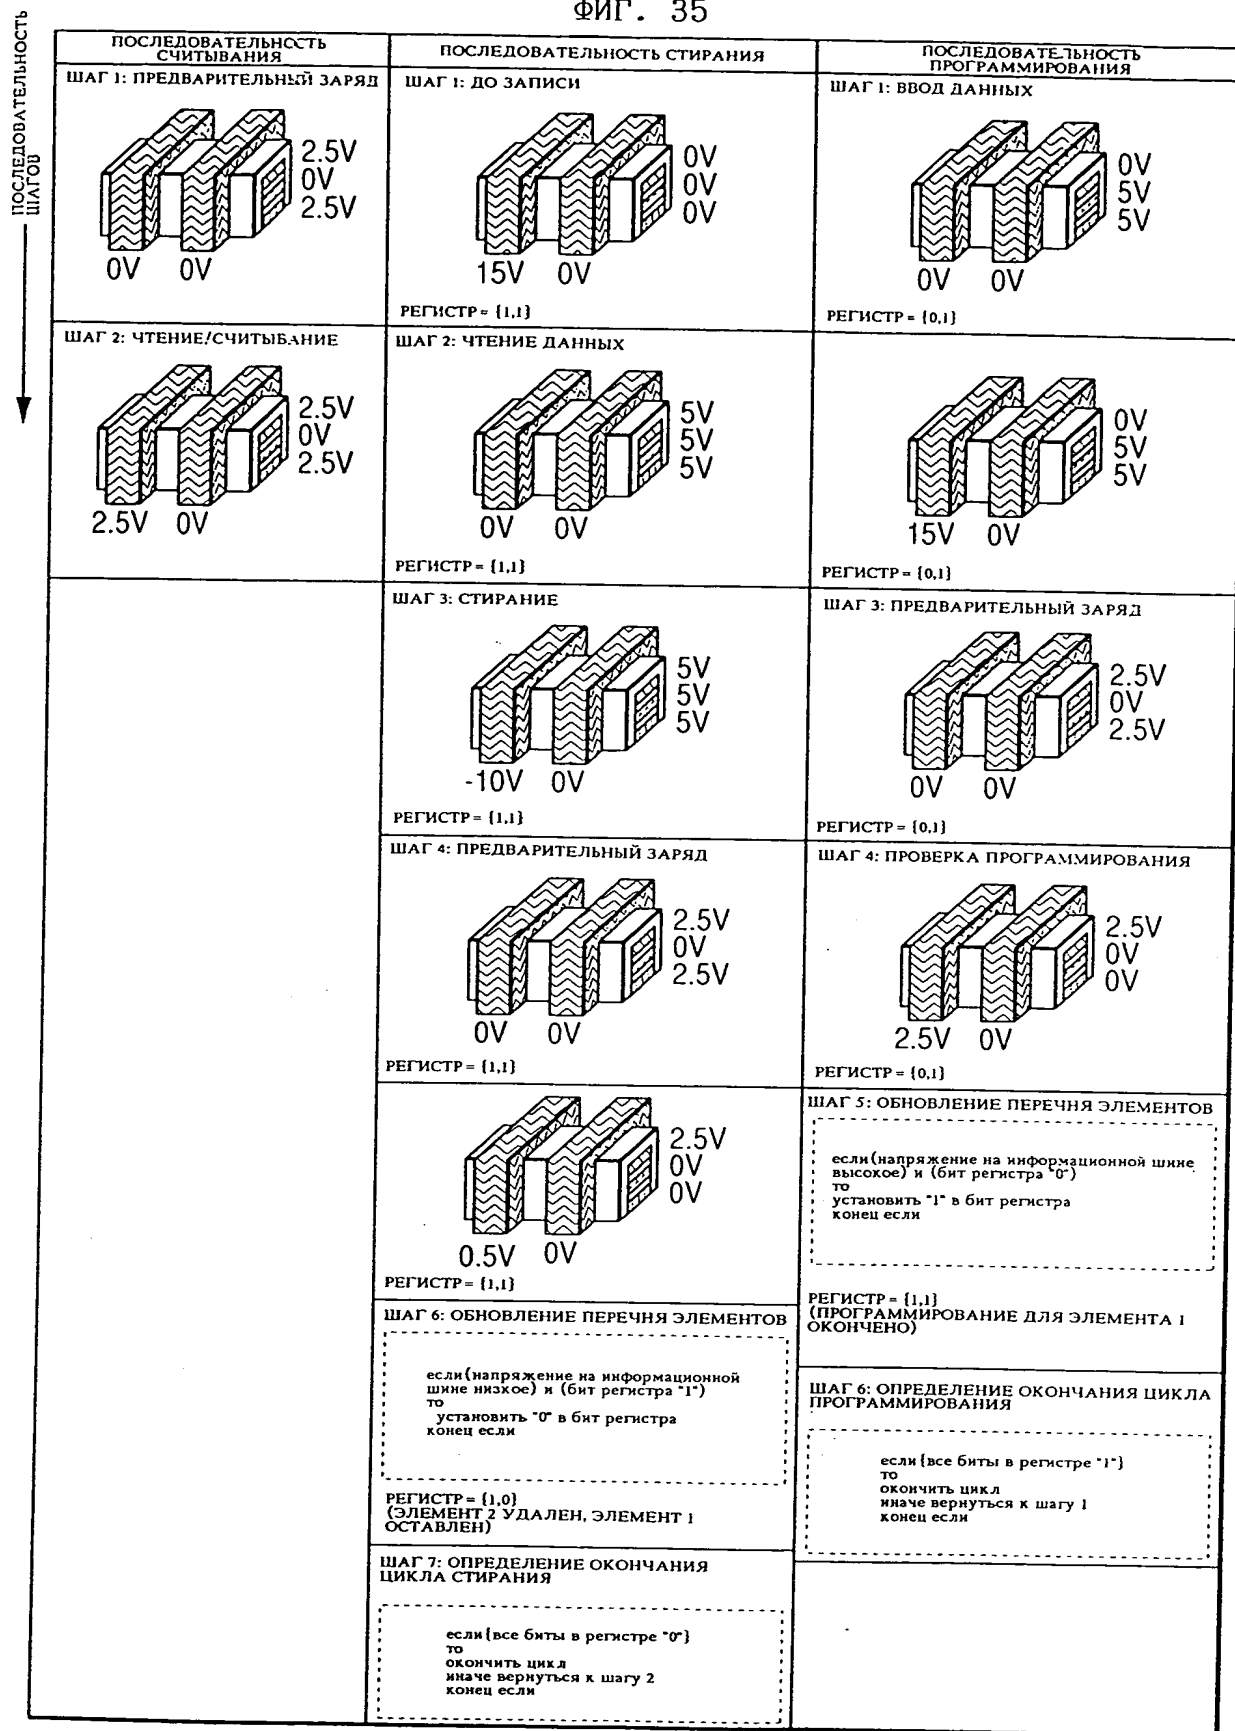 ФИГ. 35
ПОСЛЕДОВАТЕЛЬНОСТЬ
ШАГОВ
ПОСЛЕДОВАТЕЛЬНОСТЬ
СЧИТЫВАНИЯ
ШАГ 1: ПРЕДВАРИТЕЛЬНЫЙ ЗАРЯД
2.5V
0V
2.5V
0V 0V
ШАГ 2: ЧТЕНИЕ/СЧИТЫВАНИЕ
2.5V
0V
2.5V
2.5V 0V
ПОСЛЕДОВАТЕЛЬНОСТЬ СТИРАНИЯ
ШАГ 1: ДО ЗАПИСИ
0V
0V
0V
15V 0V
РЕГИСТР = {1,1}
ШАГ 2: ЧТЕНИЕ ДАННЫХ
5V
5V
5V
0V 0V
РЕГИСТР = {1,1}
ШАГ 3: СТИРАНИЕ
5V
5V
5V
-10V 0V
РЕГИСТР = {1,1}
ШАГ 4: ПРЕДВАРИТЕЛЬНЫЙ ЗАРЯД
2.5V
0V
2.5V
0V 0V
РЕГИСТР = {1,1}
2.5V
0V
0V
0.5V 0V
РЕГИСТР = {1,1}
ШАГ 6: ОБНОВЛЕНИЕ ПЕРЕЧНЯ ЭЛЕМЕНТОВ
если (напряжение на информационной
шине низкое) и (бит регистра "1")
то
установить "0" в бит регистра
конец если
РЕГИСТР = {1,0}
(ЭЛЕМЕНТ 2 УДАЛЕН, ЭЛЕМЕНТ 1
ОСТАВЛЕН)
ШАГ 7: ОПРЕДЕЛЕНИЕ ОКОНЧАНИЯ
ЦИКЛА СТИРАНИЯ
если {все биты в регистре "0"}
то
окончить цикл
иначе вернуться к шагу 2
конец если
ПОСЛЕДОВАТЕЛЬНОСТЬ
ПРОГРАММИРОВАНИЯ
ШАГ 1: ВВОД ДАННЫХ
0V
5V
5V
0V 0V
РЕГИСТР = {0,1}
0V
5V
5V
15V 0V
РЕГИСТР = {0,1}
ШАГ 3: ПРЕДВАРИТЕЛЬНЫЙ ЗАРЯД
2.5V
0V
2.5V
0V 0V
РЕГИСТР = {0,1}
ШАГ 4: ПРОВЕРКА ПРОГРАММИРОВАНИЯ
2.5V
0V
0V
2.5V 0V
РЕГИСТР = {0,1}
ШАГ 5: ОБНОВЛЕНИЕ ПЕРЕЧНЯ ЭЛЕМЕНТОВ
если (напряжение на информационной шине
высокое) и (бит регистра "0")
то
установить "1" в бит регистра
конец если
РЕГИСТР = {1,1}
(ПРОГРАММИРОВАНИЕ ДЛЯ ЭЛЕМЕНТА 1
ОКОНЧЕНО)
ШАГ 6: ОПРЕДЕЛЕНИЕ ОКОНЧАНИЯ ЦИКЛА
ПРОГРАММИРОВАНИЯ
если {все биты в регистре "1"}
то
окончить цикл
иначе вернуться к шагу 1
конец если